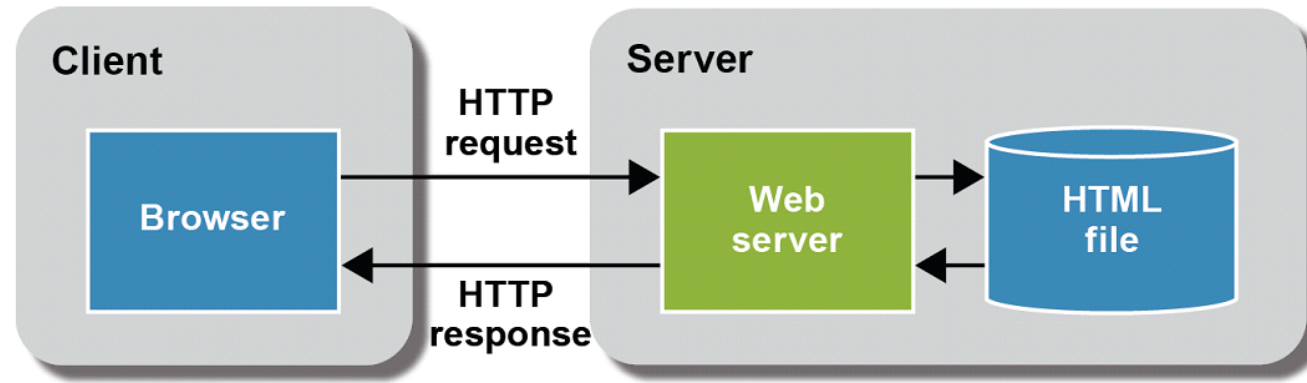 Client
Server
HTTP
request
Browser
Web
server
HTML
file
HTTP
response